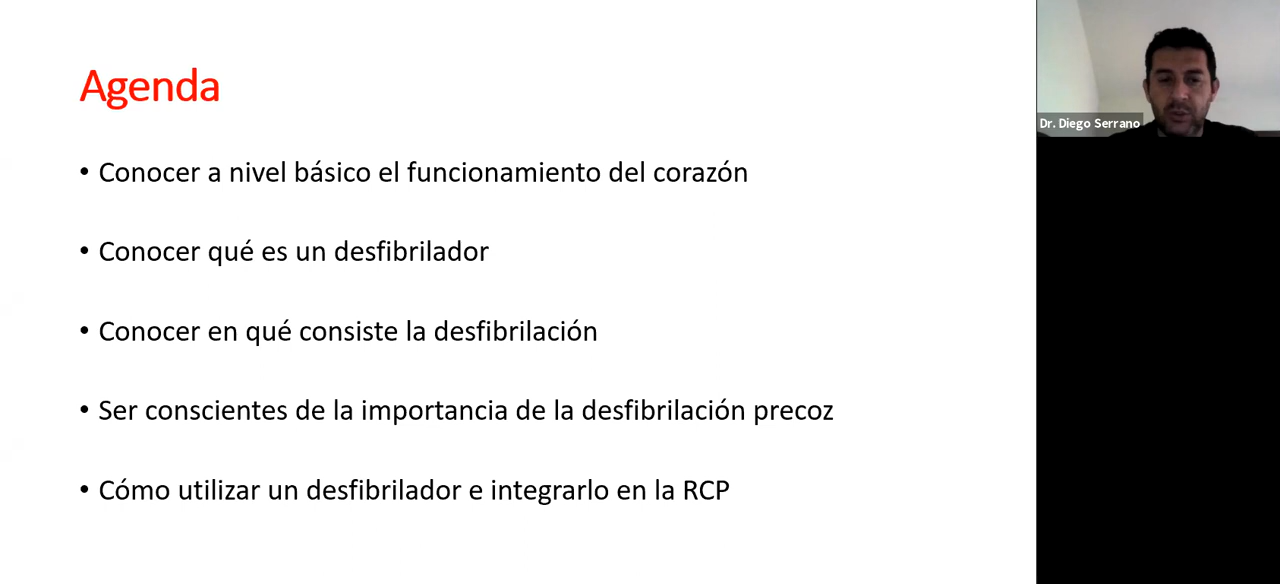 Agenda
• Conocer a nivel básico el funcionamiento del corazón
• Conocer qué es un desfibrilador
• Conocer en qué consiste la desfibrilación
• Ser conscientes de la importancia de la desfibrilación precoz
• Cómo utilizar un desfibrilador e integrarlo en la RCP
Dr. Diego Serrano